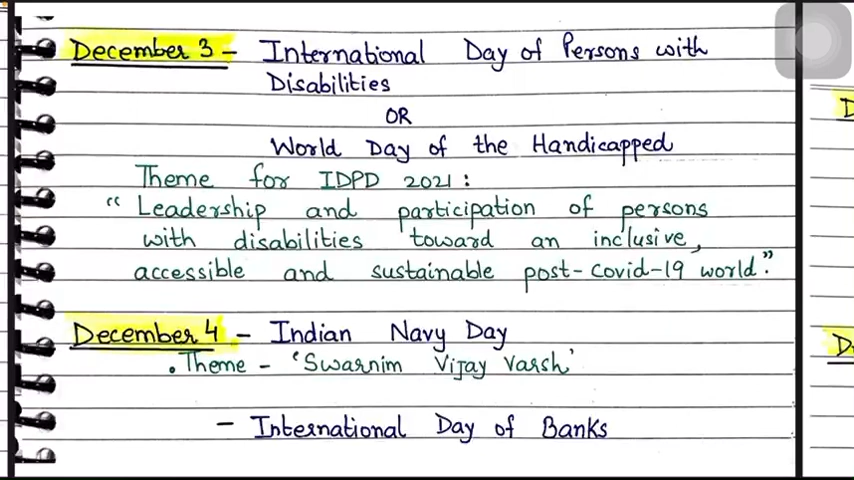 December 3 - International Day of Persons with
Disabilities
OR
World Day of the Handicapped
Theme for IDPD 2021 :
“ Leadership and participation of persons
with disabilities toward an inclusive,
accessible and sustainable post-covid-19 world”.
December 4 - Indian Navy Day
. Theme - ‘Swarnim Vijay Varsh’
- International Day of Banks